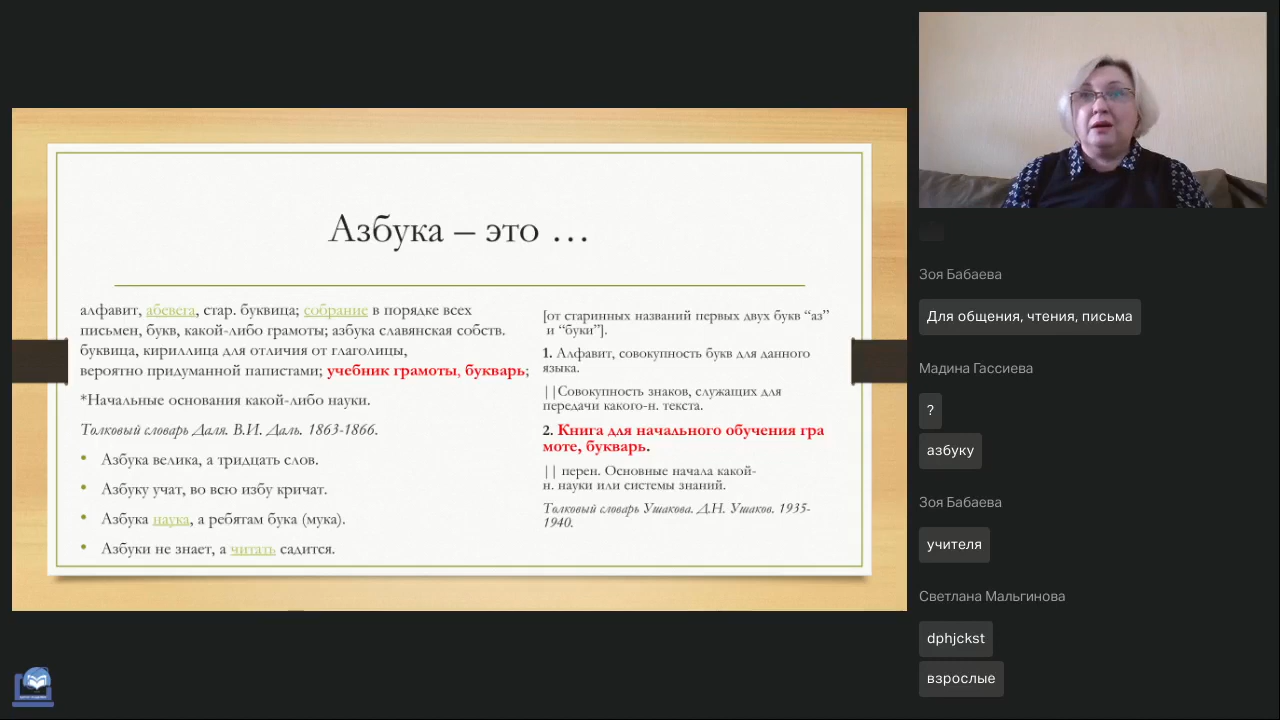 Азбука – это …
алфавит, абевега, стар. буквица; собрание в порядке всех
письмен, букв, какой-либо грамоты; азбука славянская собств.
буквица, кириллица для отличия от глаголицы,
вероятно придуманной папистами; учебник грамоты, букварь;
*Начальные основания какой-либо науки.
Толковый словарь Даля. В.И. Даль. 1863-1866.
• Азбука велика, а тридцать слов.
• Азбуку учат, во всю избу кричат.
• Азбука наука, а ребятам бука (мука).
• Азбуки не знает, а читать садится.
[от старинных названий первых двух букв “аз”
и “буки”].
1. Алфавит, совокупность букв для данного
языка.
||Совокупность знаков, служащих для
передачи какого-н. текста.
2. Книга для начального обучения гра
моте, букварь.
|| перен. Основные начала какой-
н. науки или системы знаний.
Толковый словарь Ушакова. Д.Н. Ушаков. 1935-
1940.
Зоя Бабаева
Для общения, чтения, письма
Мадина Гассиева
?
азбуку
Зоя Бабаева
учителя
Светлана Мальгинова
dphjckst
взрослые